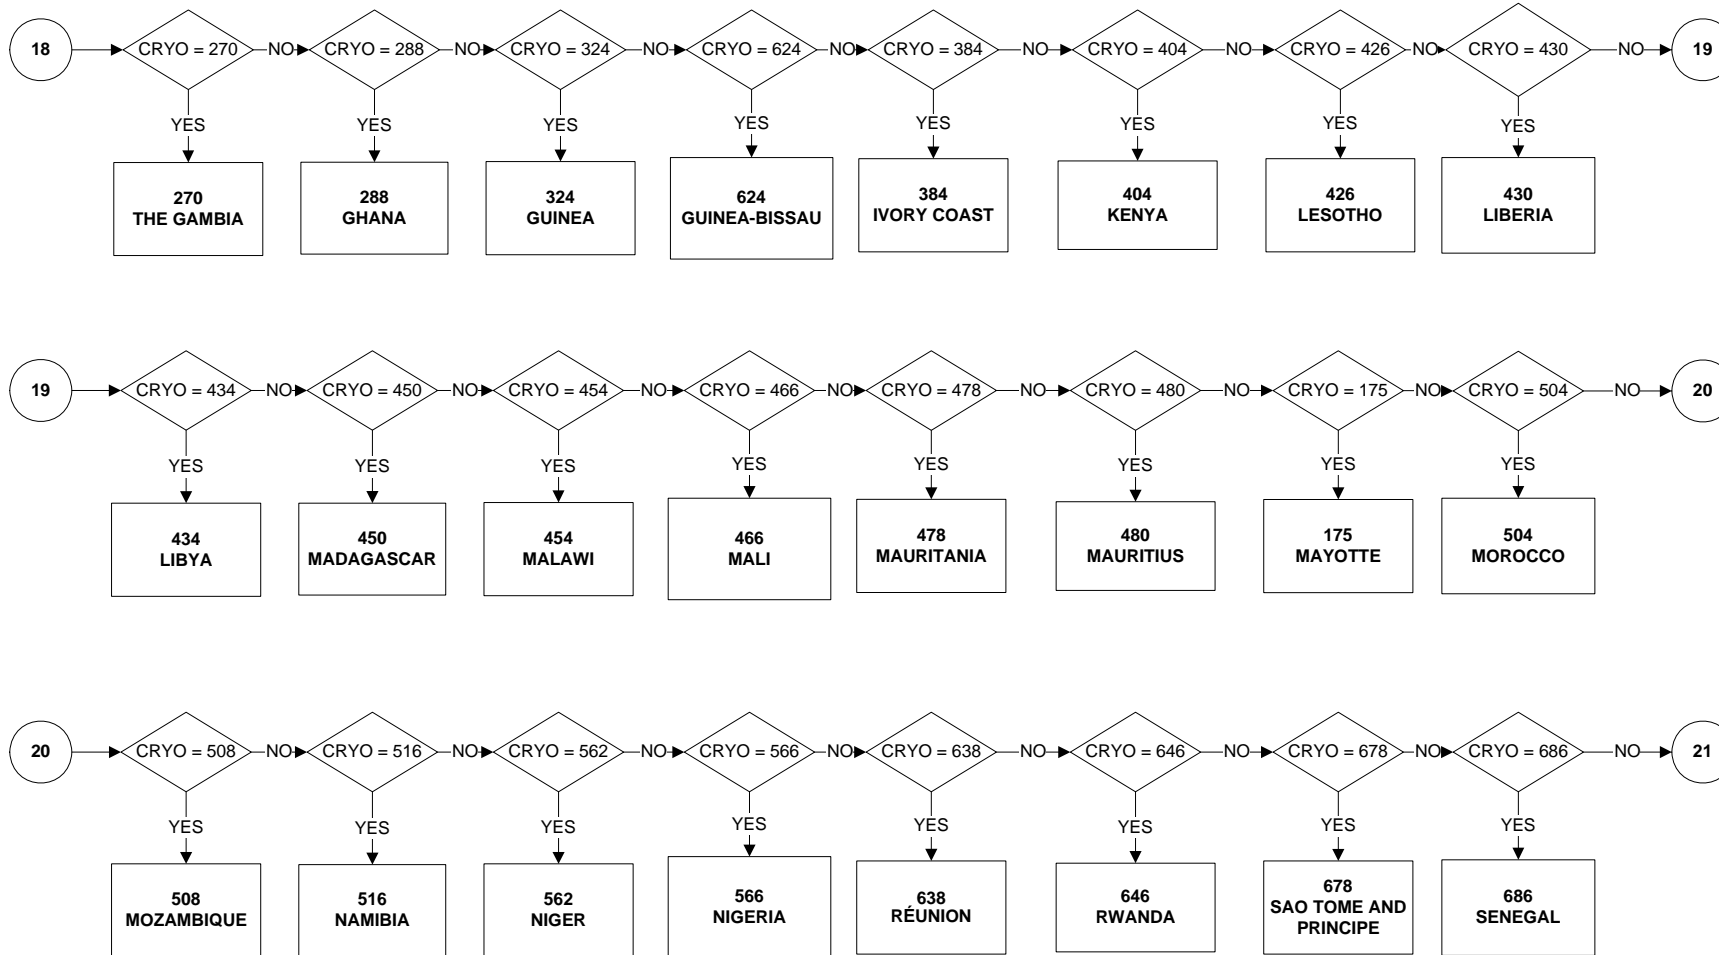 18 CRYO = 270 NO CRYO = 288 NO CRYO = 324 NO CRYO = 624 NO CRYO = 384 NO CRYO = 404 NO CRYO = 426 NO CRYO = 430 NO 19
YES YES YES YES YES YES YES YES
270 288 324 624 384 404 426 430
THE GAMBIA GHANA GUINEA GUINEA-BISSAU IVORY COAST KENYA LESOTHO LIBERIA
19 CRYO = 434 NO CRYO = 450 NO CRYO = 454 NO CRYO = 466 NO CRYO = 478 NO CRYO = 480 NO CRYO = 175 NO CRYO = 504 NO 20
YES YES YES YES YES YES YES YES
434 450 454 466 478 480 175 504
LIBYA MADAGASCAR MALAWI MALI MAURITANIA MAURITIUS MAYOTTE MOROCCO
20 CRYO = 508 NO CRYO = 516 NO CRYO = 562 NO CRYO = 566 NO CRYO = 638 NO CRYO = 646 NO CRYO = 678 NO CRYO = 686 NO 21
YES YES YES YES YES YES YES YES
508 516 562 566 638 646 678 686
MOZAMBIQUE NAMIBIA NIGER NIGERIA RÉUNION RWANDA SAO TOME AND SENEGAL
PRINCIPE